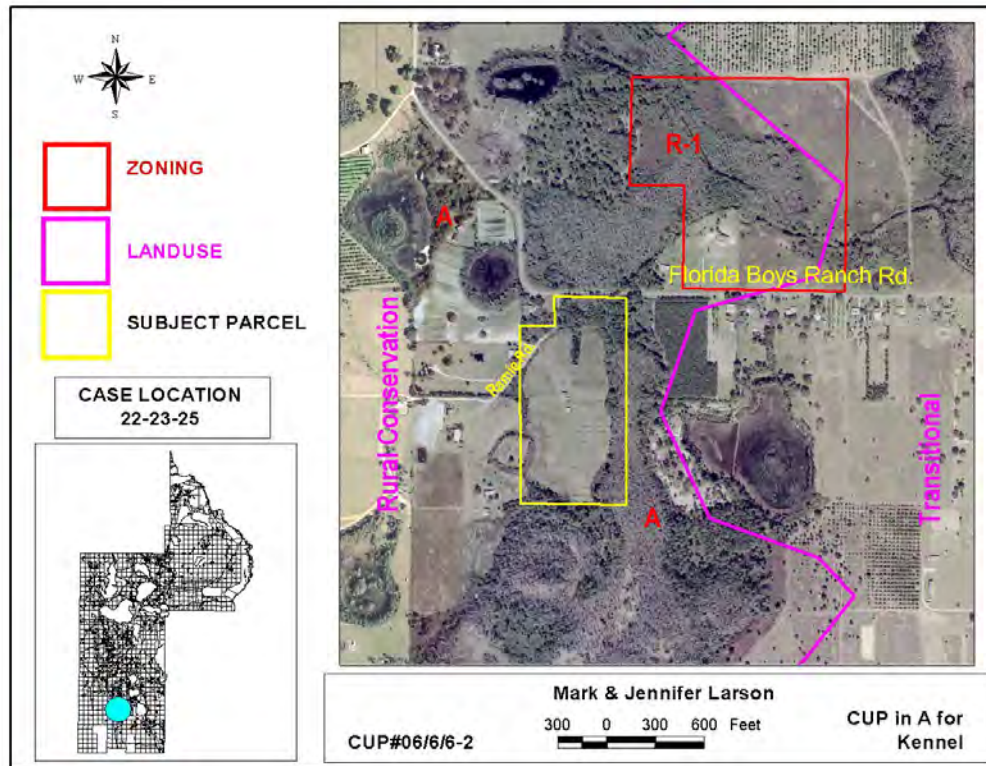 N
W E
S
ZONING
LANDUSE
SUBJECT PARCEL
CASE LOCATION
22-23-25
R-1
A
Florida Boys Ranch Rd.
Ramie Rd
Rural Conservation
Transitional
A
Mark & Jennifer Larson
300 0 300 600 Feet
CUP#06/6/6-2
CUP in A for
Kennel